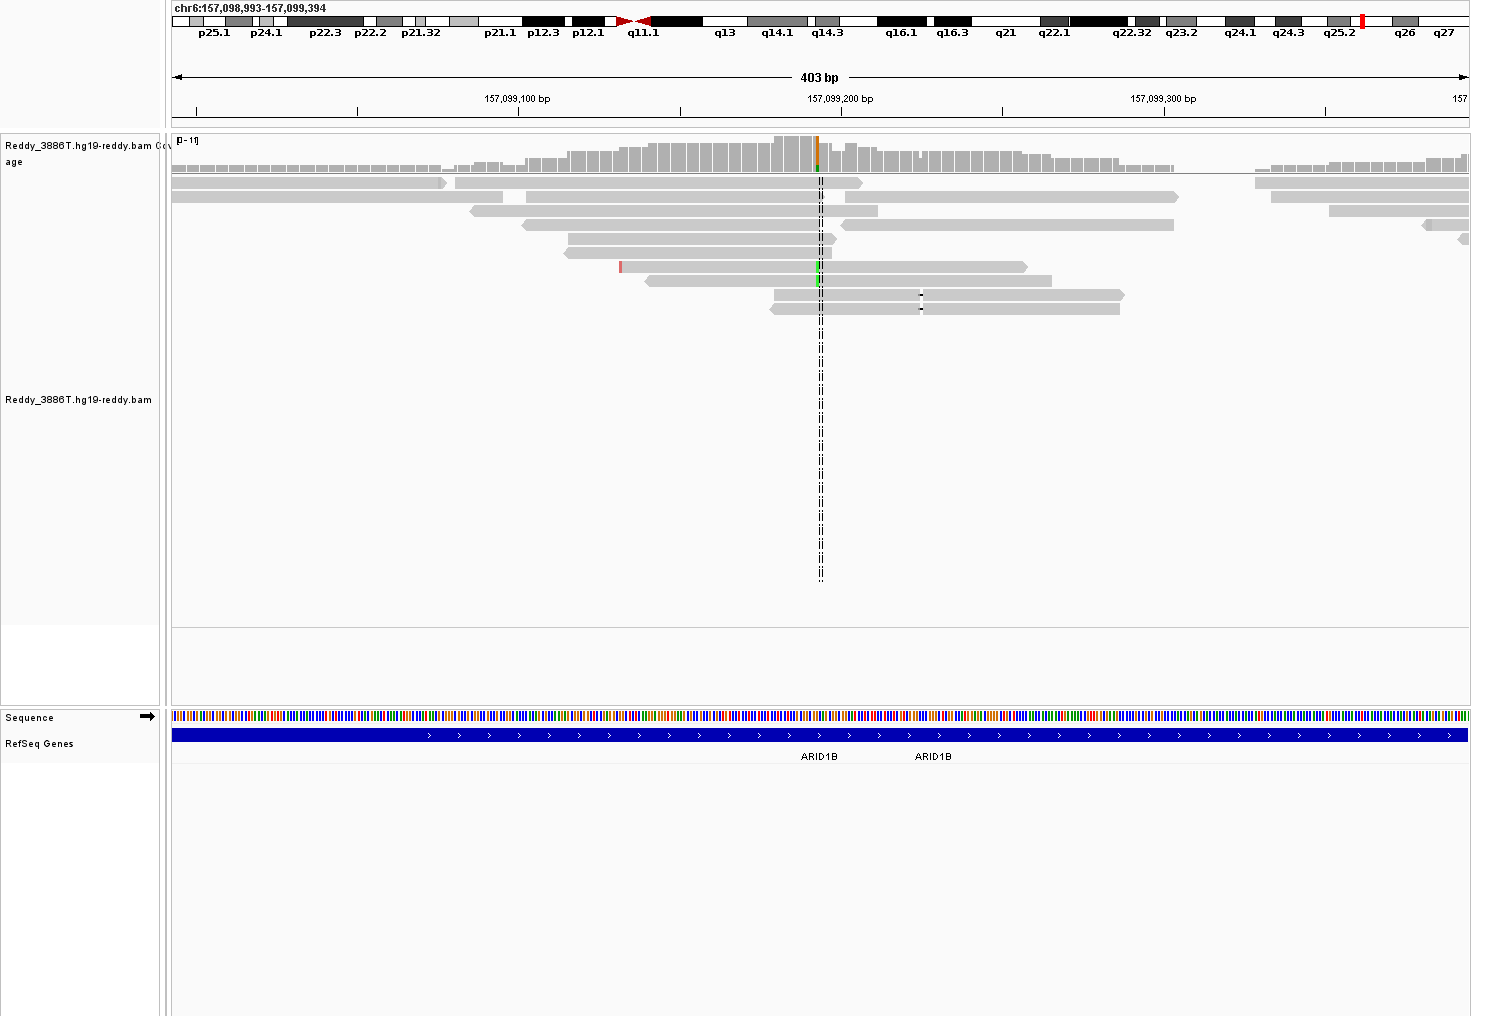 chr6:157,098,993-157,099,394
p25.1 p24.1 p22.3 p22.2 p21.32 p21.1 p12.3 p12.1 q11.1 q13 q14.1 q14.3 q16.1 q16.3 q21 q22.1 q22.32 q23.2 q24.1 q24.3 q25.2 q26 q27
403 bp
157,099,100 bp 157,099,200 bp 157,099,300 bp 157
Reddy_3886T.hg19-reddy.bam Cov
age
[0 - 11]
Reddy_3886T.hg19-reddy.bam
Sequence
RefSeq Genes
ARID1B ARID1B